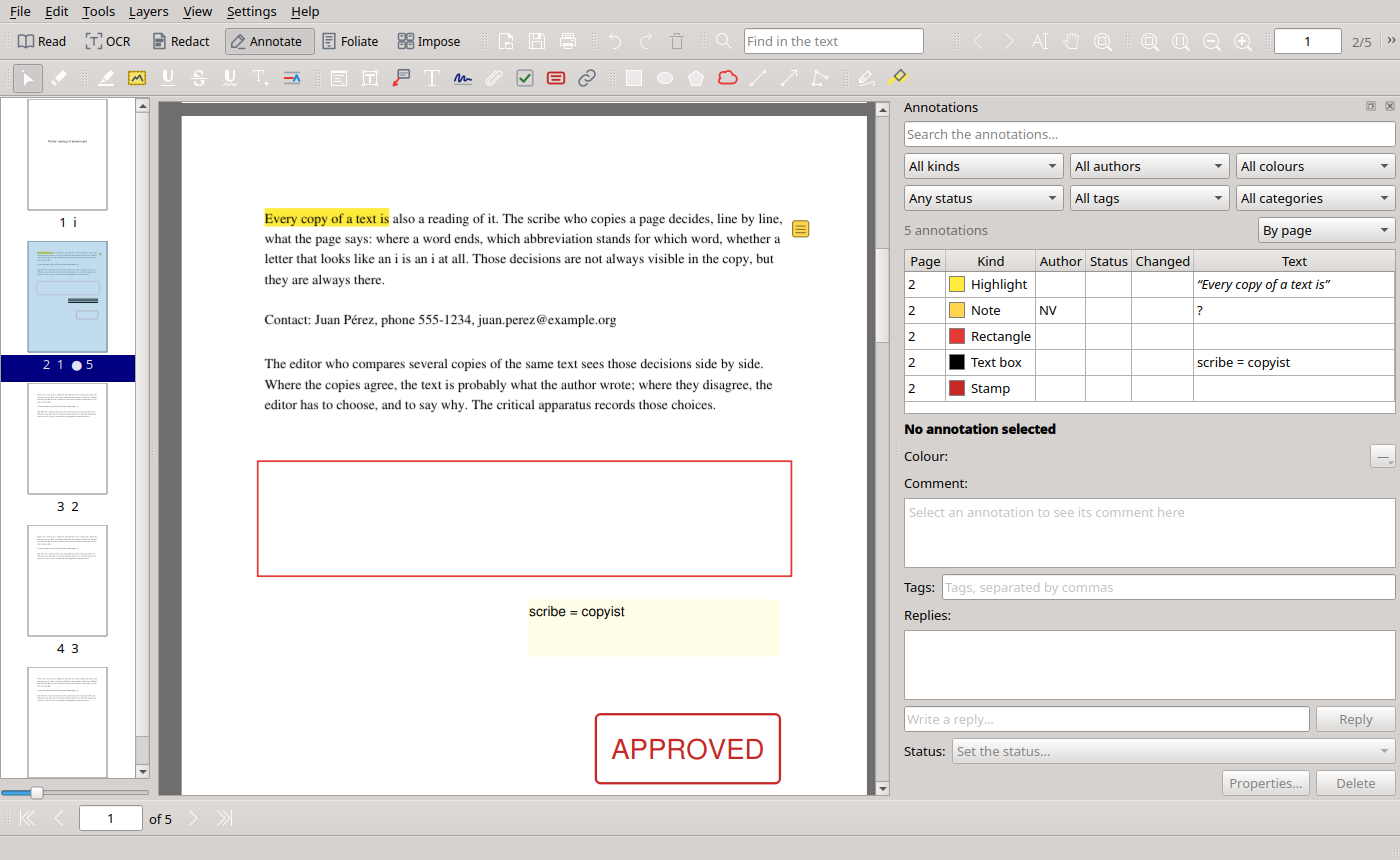 File Edit Tools Layers View Settings Help
Read OCR Redact Annotate Foliate Impose Find in the text 1 2/5 »
Annotations
Search the annotations...
All kinds All authors All colours
Any status All tags All categories
5 annotations By page
Page Kind Author Status Changed Text
2 Highlight “Every copy of a text is”
2 Note NV ?
2 Rectangle
2 Text box scribe = copyist
2 Stamp
No annotation selected
Colour: —
Comment:
Select an annotation to see its comment here
Tags: Tags, separated by commas
Replies:
Write a reply... Reply
Status: Set the status...
Properties... Delete
1 i
2 1 5
3 2
4 3
Every copy of a text is also a reading of it. The scribe who copies a page decides, line by line,
what the page says: where a word ends, which abbreviation stands for which word, whether a
letter that looks like an i is an i at all. Those decisions are not always visible in the copy, but
they are always there.
Contact: Juan Pérez, phone 555-1234, juan.perez@example.org
The editor who compares several copies of the same text sees those decisions side by side.
Where the copies agree, the text is probably what the author wrote; where they disagree, the
editor has to choose, and to say why. The critical apparatus records those choices.
scribe = copyist
APPROVED
1 of 5